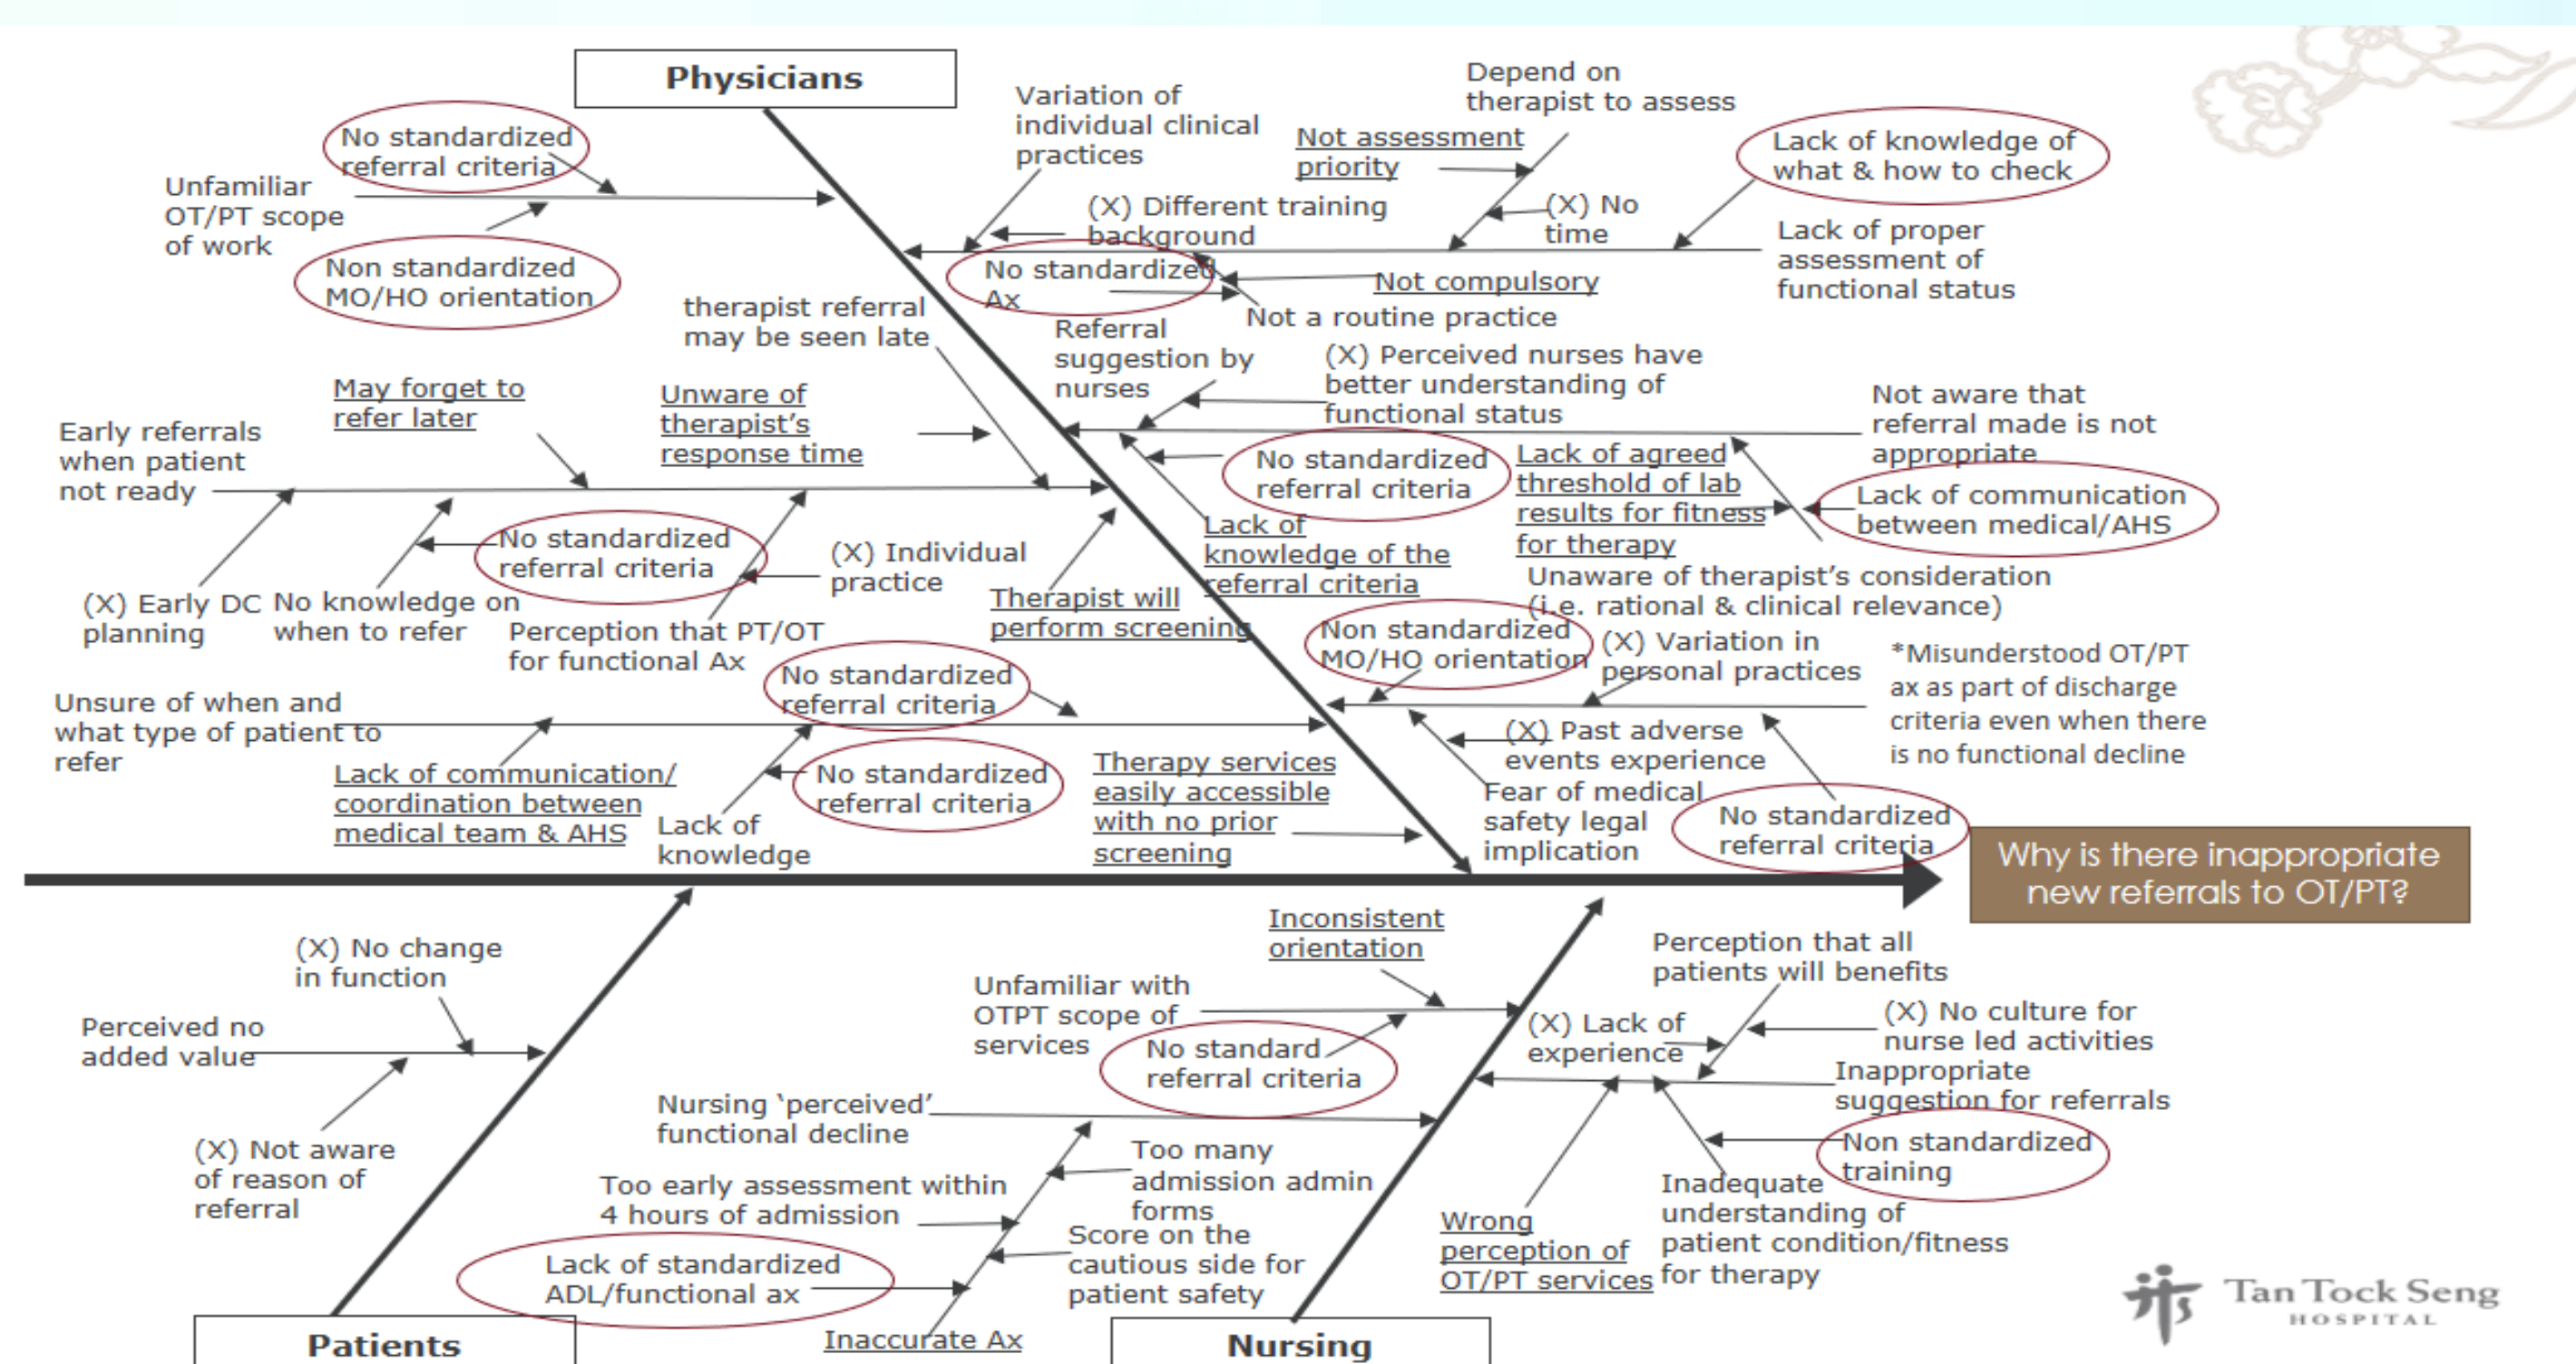 Physicians
No standardized
referral criteria
Unfamiliar
OT/PT scope
of work
Non standardized
MO/HO orientation
Variation of
individual clinical
practices
Depend on
therapist to assess
Not assessment
priority
Lack of knowledge of
what & how to check
(X) Different training
background
(X) No
time
Lack of proper
assessment of
functional status
No standardized
Ax
Not compulsory
Not a routine practice
therapist referral
may be seen late
Referral
suggestion by
nurses
(X) Perceived nurses have
better understanding of
functional status
Not aware that
referral made is not
appropriate
May forget to
refer later
Unware of
therapist's
response time
Early referrals
when patient
not ready
No standardized
referral criteria
Lack of agreed
threshold of lab
results for fitness
for therapy
Lack of communication
between medical/AHS
No standardized
referral criteria
(X) Individual
practice
Lack of
knowledge of the
referral criteria
(X) Early DC
planning
No knowledge on
when to refer
Perception that PT/OT
for functional Ax
Therapist will
perform screening
Unaware of therapist's consideration
(i.e. rational & clinical relevance)
Non standardized
MO/HO orientation
(X) Variation in
personal practices
*Misunderstood OT/PT
ax as part of discharge
criteria even when there
is no functional decline
No standardized
referral criteria
Unsure of when and
what type of patient to
refer
Lack of communication/
coordination between
medical team & AHS
No standardized
referral criteria
Lack of
knowledge
Therapy services
easily accessible
with no prior
screening
(X) Past adverse
events experience
Fear of medical
safety legal
implication
No standardized
referral criteria
Why is there inappropriate
new referrals to OT/PT?
(X) No change
in function
Perceived no
added value
(X) Not aware
of reason of
referral
Patients
Inconsistent
orientation
Unfamiliar with
OTPT scope of
services
No standard
referral criteria
Nursing ‘perceived’
functional decline
Too many
admission admin
forms
Too early assessment within
4 hours of admission
Score on the
cautious side for
patient safety
Lack of standardized
ADL/functional ax
Inaccurate Ax
Nursing
Perception that all
patients will benefits
(X) Lack of
experience
(X) No culture for
nurse led activities
Inappropriate
suggestion for referrals
Non standardized
training
Wrong
perception of
OT/PT services
Inadequate
understanding of
patient condition/fitness
for therapy
Tan Tock Seng
HOSPITAL